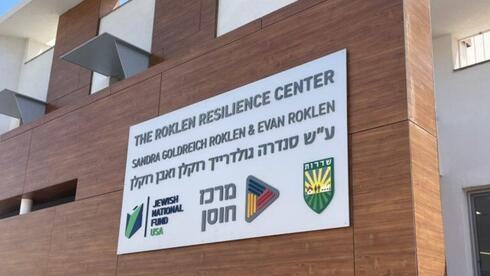 THE ROKLEN RESILIENCE CENTER
SANDRA GOLDREICH ROKLEN & EVAN ROKLEN
ע"ש סנדרה גולדרייך רוקלן ואבן רוקלן
JEWISH
NATIONAL
FUND
USA
מרכז
חוסן
שדרות